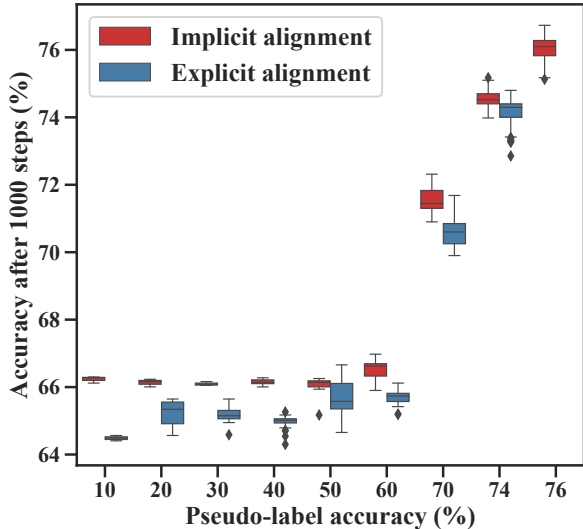 Implicit alignment
Explicit alignment
Accuracy after 1000 steps (%)
76
74
72
70
68
66
64
10 20 30 40 50 60 70 74 76
Pseudo-label accuracy (%)